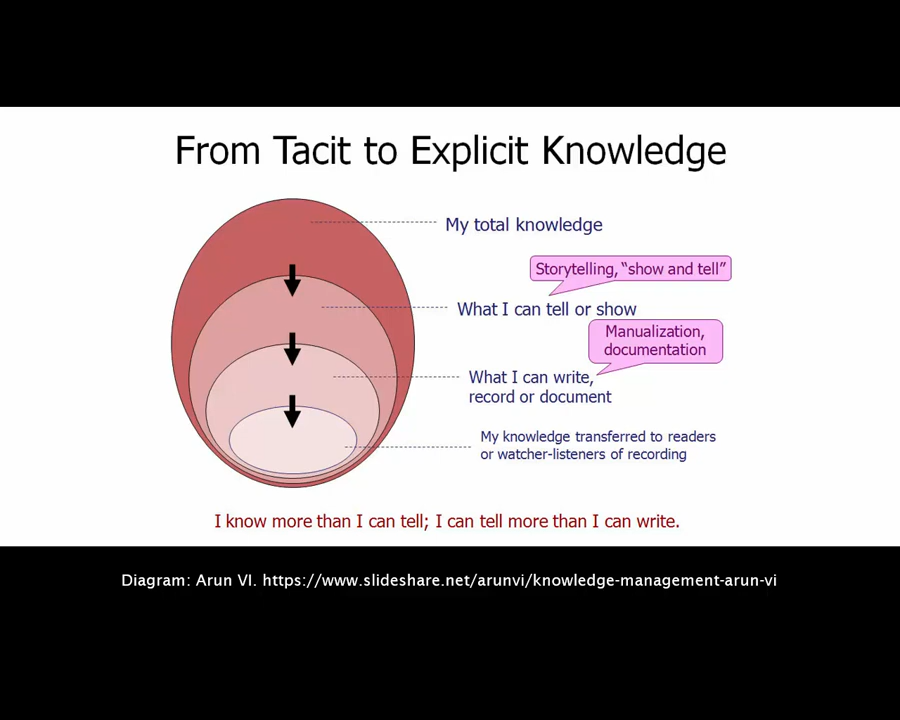 From Tacit to Explicit Knowledge
My total knowledge
Storytelling, “show and tell”
What I can tell or show
Manualization,
documentation
What I can write,
record or document
My knowledge transferred to readers
or watcher-listeners of recording
I know more than I can tell; I can tell more than I can write.
Diagram: Arun VI. https://www.slideshare.net/arunvi/knowledge-management-arun-vi